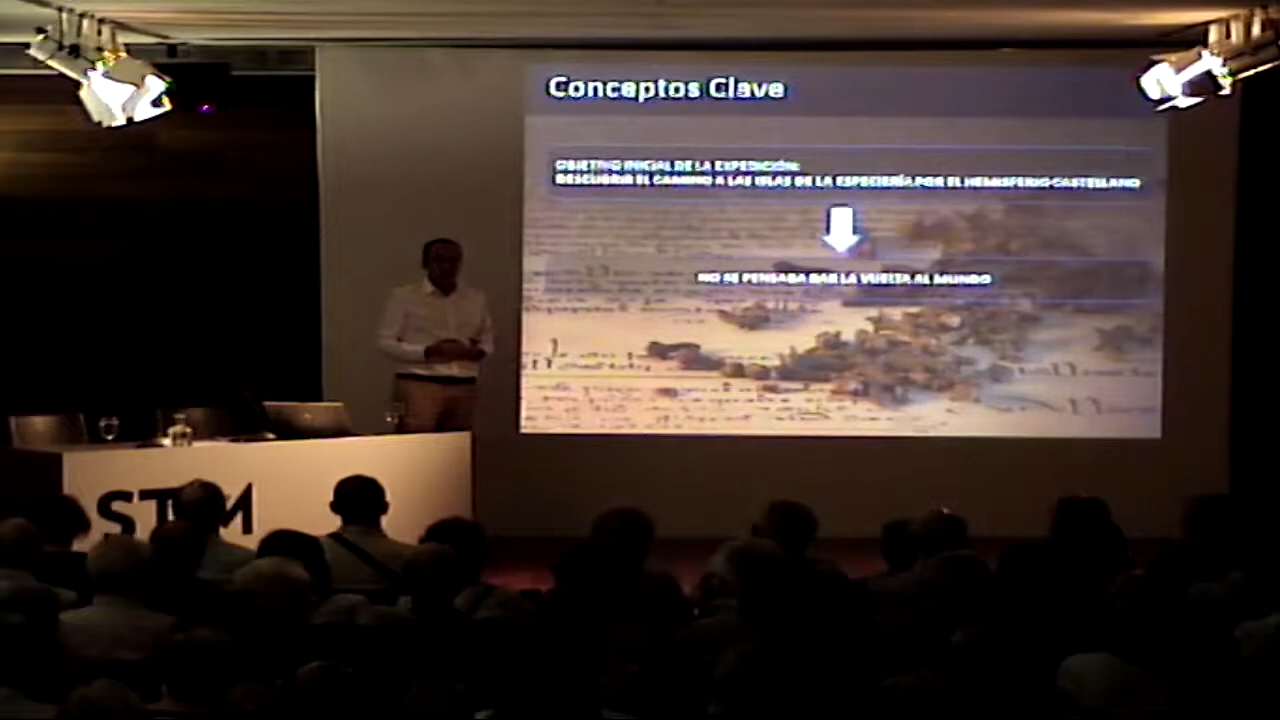 Conceptos Clave
OBJETIVO INICIAL DE LA EXPEDICIÓN:
DESCUBRIR EL CAMINO A LAS ISLAS DE LA ESPECIERÍA POR EL HEMISFERIO CASTELLANO
NO SE PENSABA DAR LA VUELTA AL MUNDO